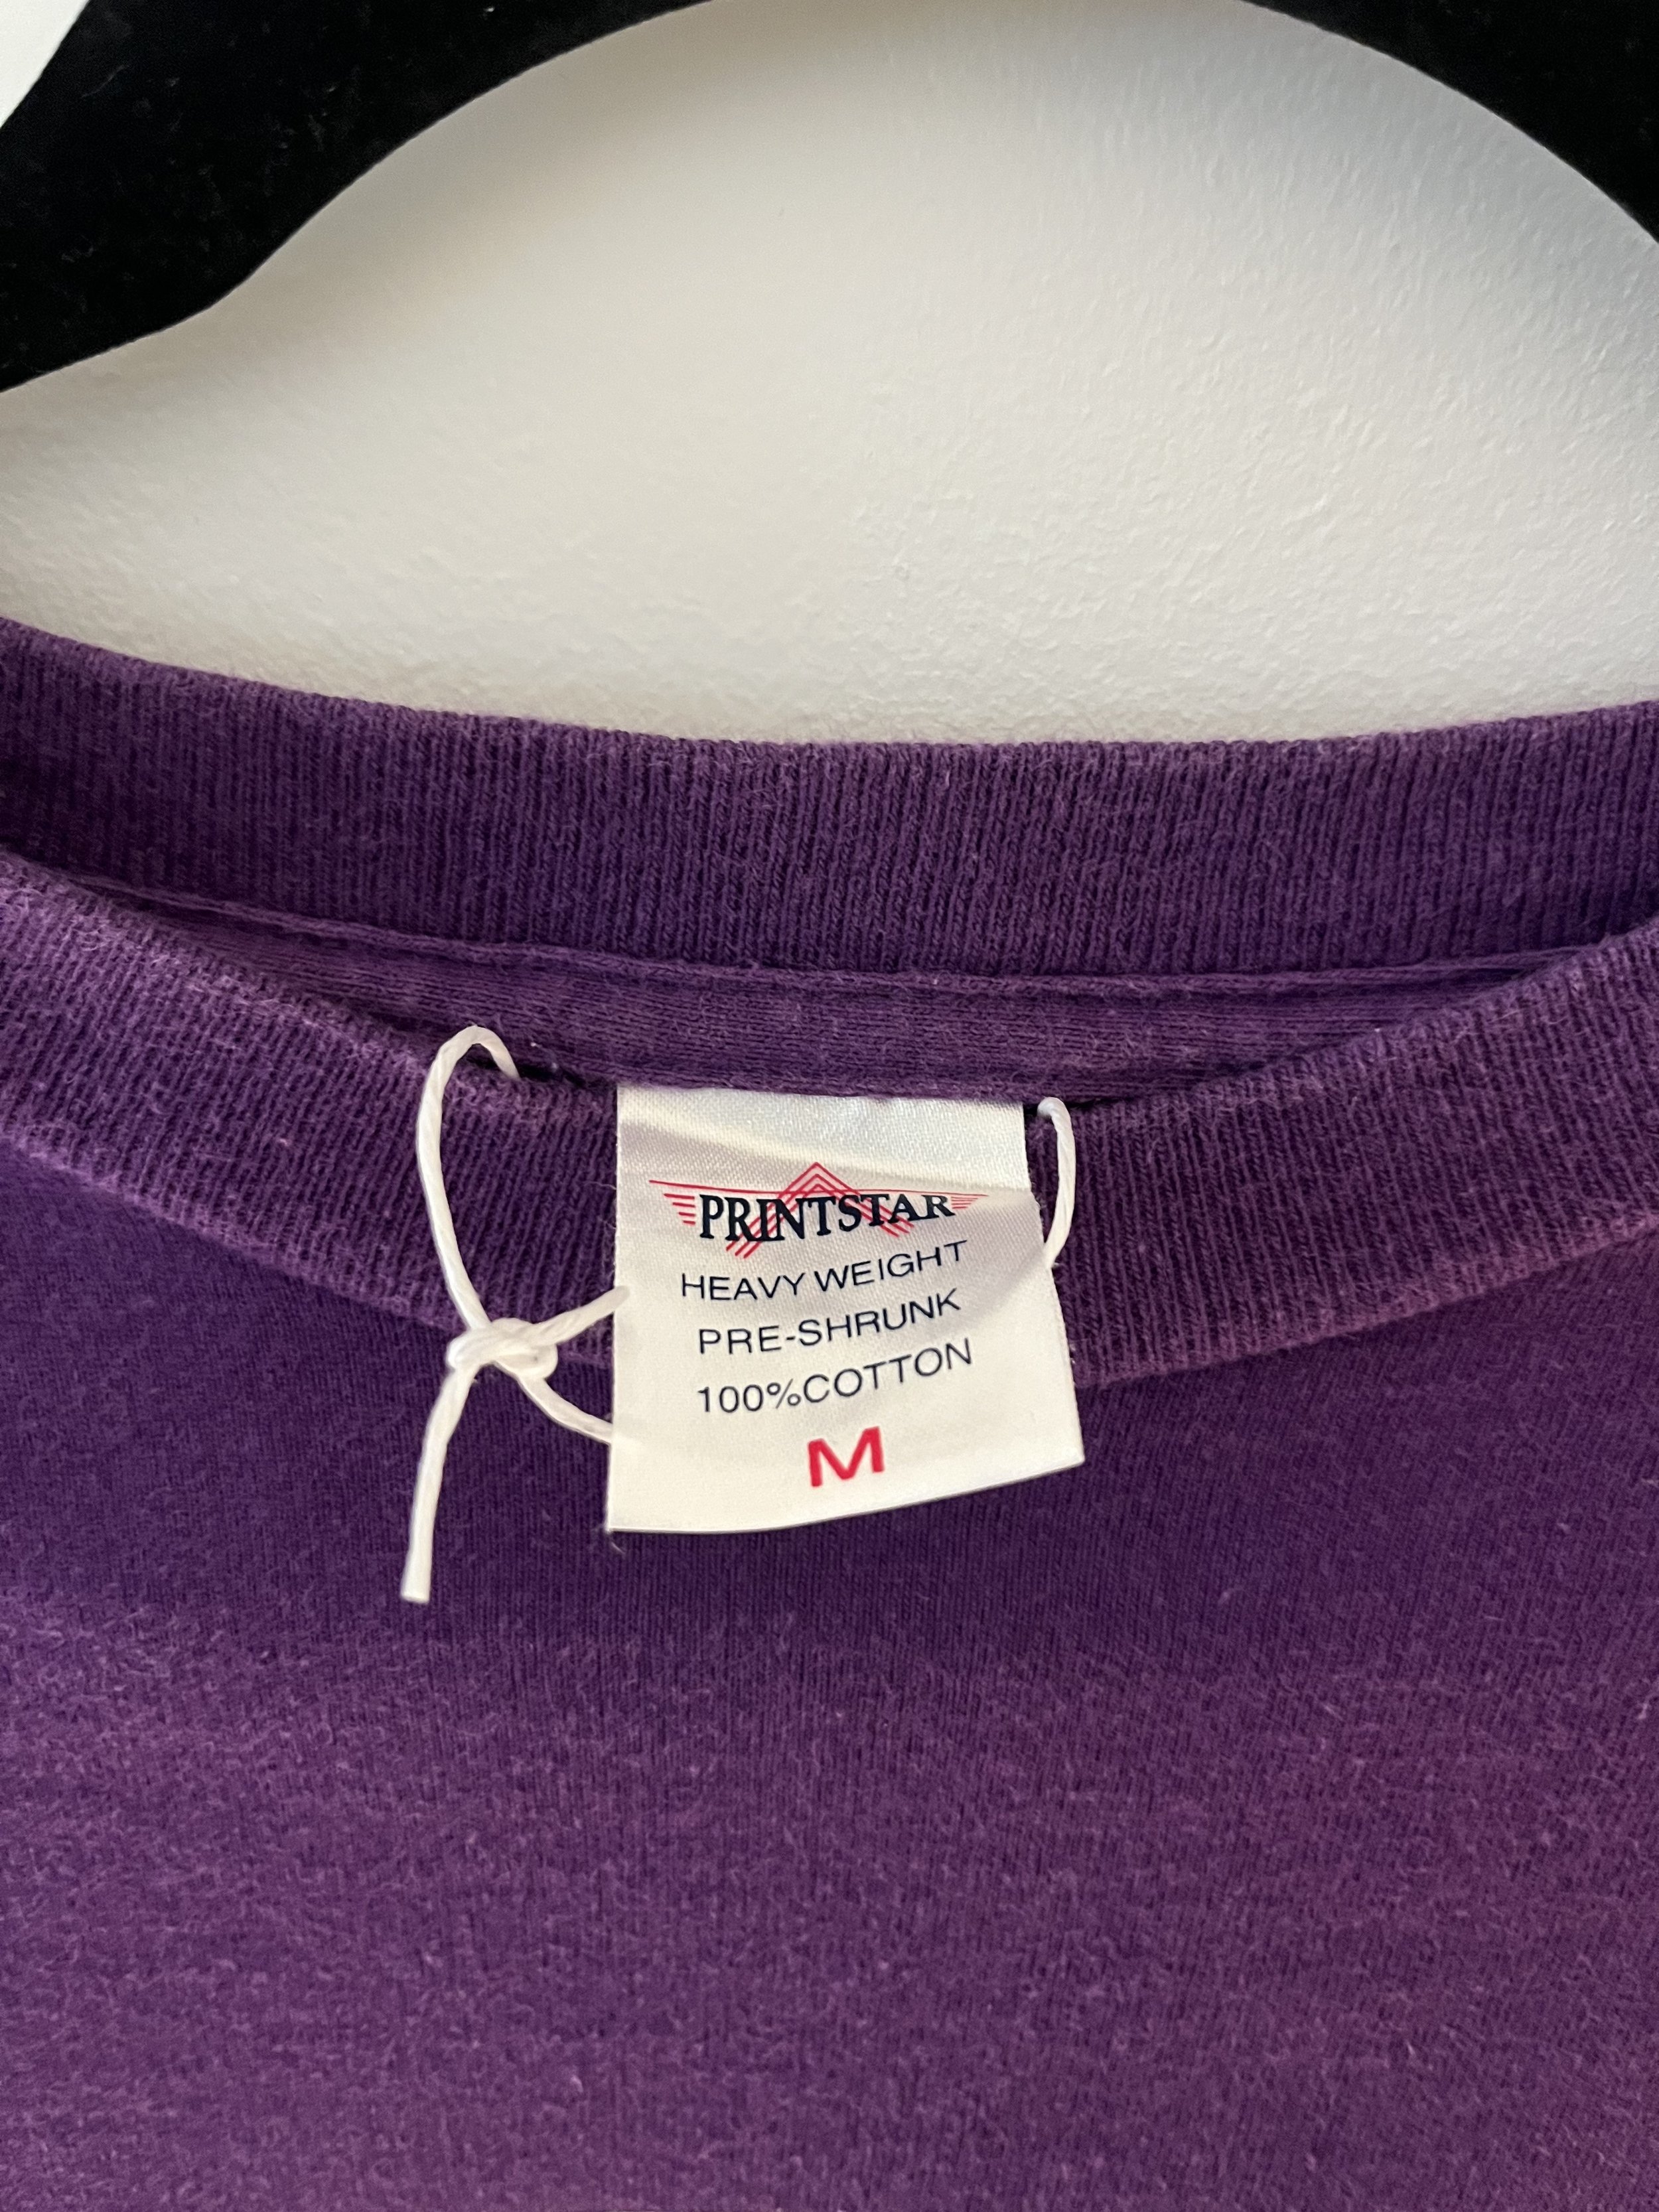 PRINTSTAR
HEAVY WEIGHT
PRE-SHRUNK
100%COTTON
M